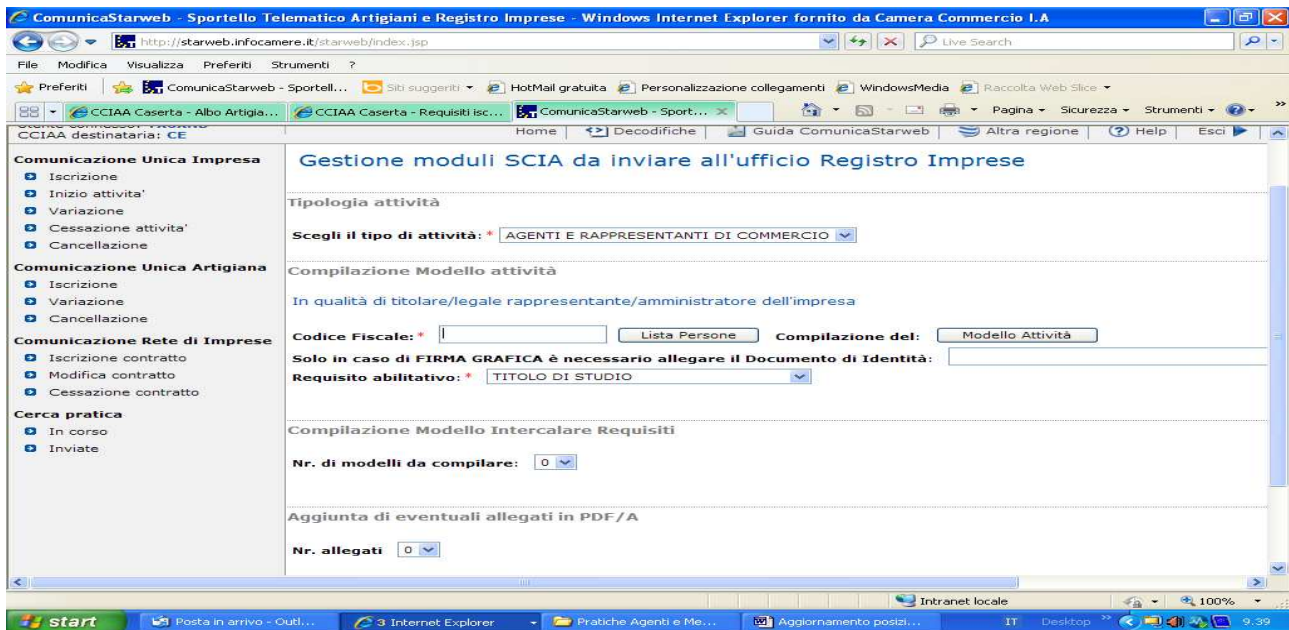 ComunicaStarweb - Sportello Telematico Artigiani e Registro Imprese - Windows Internet Explorer fornito da Camera Commercio I.A
http://starweb.infocamere.it/starweb/index.jsp Live Search
File Modifica Visualizza Preferiti Strumenti ?
Preferiti ComunicaStarweb - Sportell... Siti suggeriti HotMail gratuita Personalizzazione collegamenti WindowsMedia Raccolta Web Slice
CCIAA Caserta - Albo Artigia... CCIAA Caserta - Requisiti isc... ComunicaStarweb - Sport... Pagina Sicurezza Strumenti
CCIAA destinataria: CE Home Decodifiche Guida ComunicaStarweb Altra regione Help Esci
Comunicazione Unica Impresa
Iscrizione
Inizio attivita'
Variazione
Cessazione attivita'
Cancellazione
Comunicazione Unica Artigiana
Iscrizione
Variazione
Cancellazione
Comunicazione Rete di Imprese
Iscrizione contratto
Modifica contratto
Cessazione contratto
Cerca pratica
In corso
Inviate
Gestione moduli SCIA da inviare all'ufficio Registro Imprese
Tipologia attività
Scegli il tipo di attività: * AGENTI E RAPPRESENTANTI DI COMMERCIO
Compilazione Modello attività
In qualità di titolare/legale rappresentante/amministratore dell'impresa
Codice Fiscale: * Lista Persone Compilazione del: Modello Attività
Solo in caso di FIRMA GRAFICA è necessario allegare il Documento di Identità:
Requisito abilitativo: * TITOLO DI STUDIO
Compilazione Modello Intercalare Requisiti
Nr. di modelli da compilare: 0
Aggiunta di eventuali allegati in PDF/A
Nr. allegati 0
Intranet locale 100%
start Posta in arrivo - Outl... 3 Internet Explorer Pratiche Agenti e Me... Aggiornamento posizi... IT Desktop 9.39